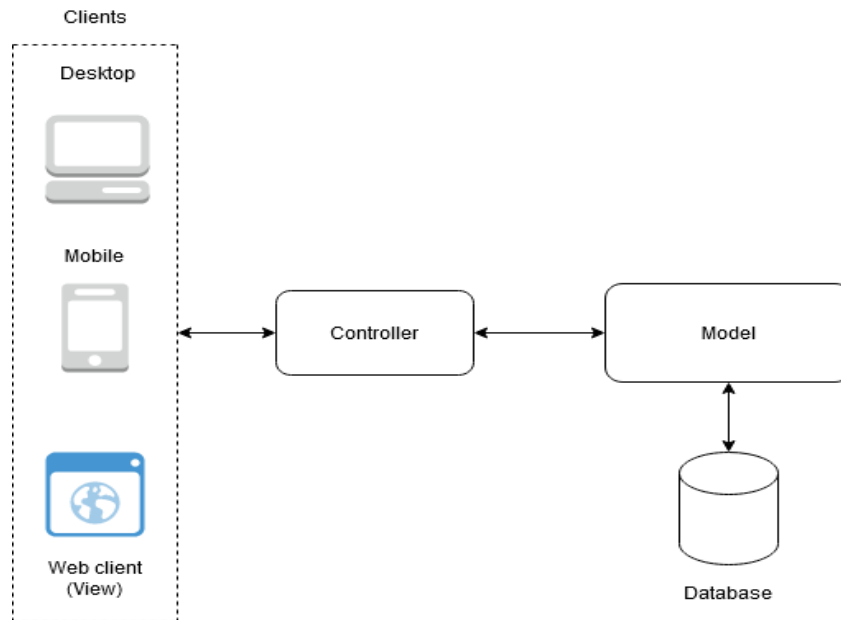 Clients
Desktop
Mobile
Controller
Model
Web client
(View)
Database